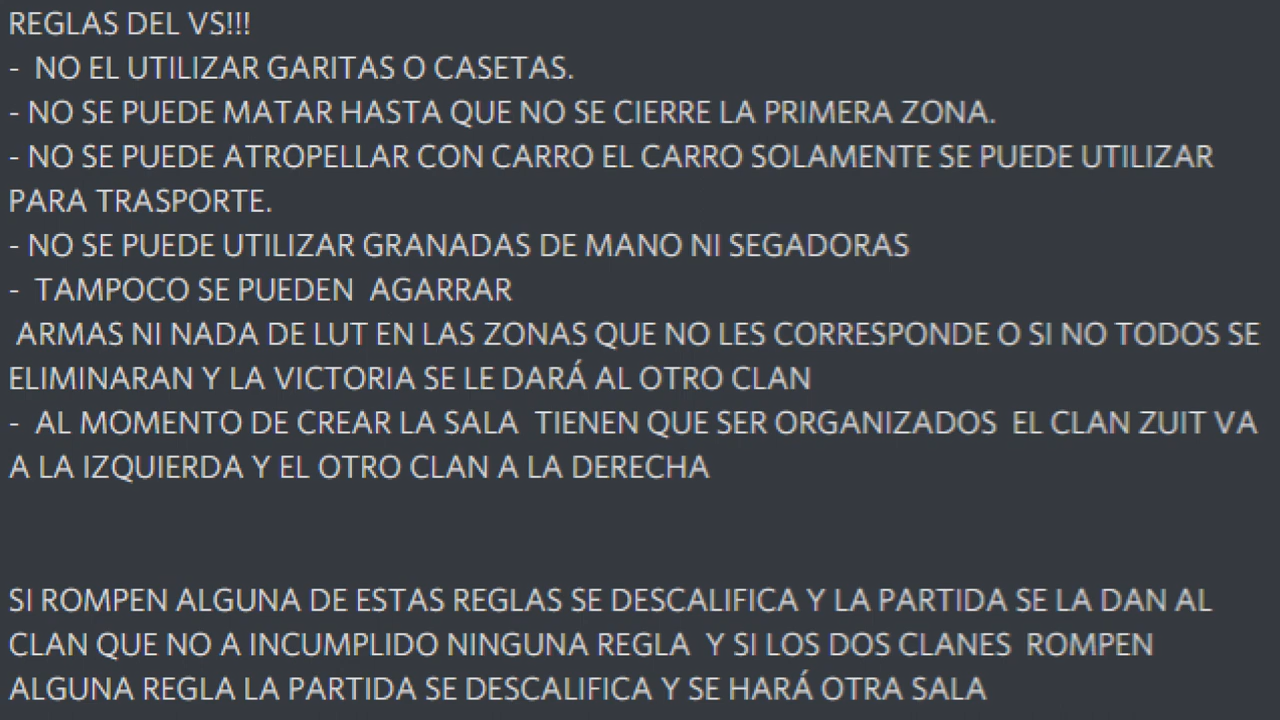 REGLAS DEL VS!!!
-  NO EL UTILIZAR GARITAS O CASETAS.
- NO SE PUEDE MATAR HASTA QUE NO SE CIERRE LA PRIMERA ZONA.
- NO SE PUEDE ATROPELLAR CON CARRO EL CARRO SOLAMENTE SE PUEDE UTILIZAR
PARA TRASPORTE.
- NO SE PUEDE UTILIZAR GRANADAS DE MANO NI SEGADORAS
-  TAMPOCO SE PUEDEN  AGARRAR
ARMAS NI NADA DE LUT EN LAS ZONAS QUE NO LES CORRESPONDE O SI NO TODOS SE
ELIMINARAN Y LA VICTORIA SE LE DARÁ AL OTRO CLAN
-  AL MOMENTO DE CREAR LA SALA  TIENEN QUE SER ORGANIZADOS  EL CLAN ZUIT VA
A LA IZQUIERDA Y EL OTRO CLAN A LA DERECHA
SI ROMPEN ALGUNA DE ESTAS REGLAS SE DESCALIFICA Y LA PARTIDA SE LA DAN AL
CLAN QUE NO A INCUMPLIDO NINGUNA REGLA  Y SI LOS DOS CLANES  ROMPEN
ALGUNA REGLA LA PARTIDA SE DESCALIFICA Y SE HARÁ OTRA SALA